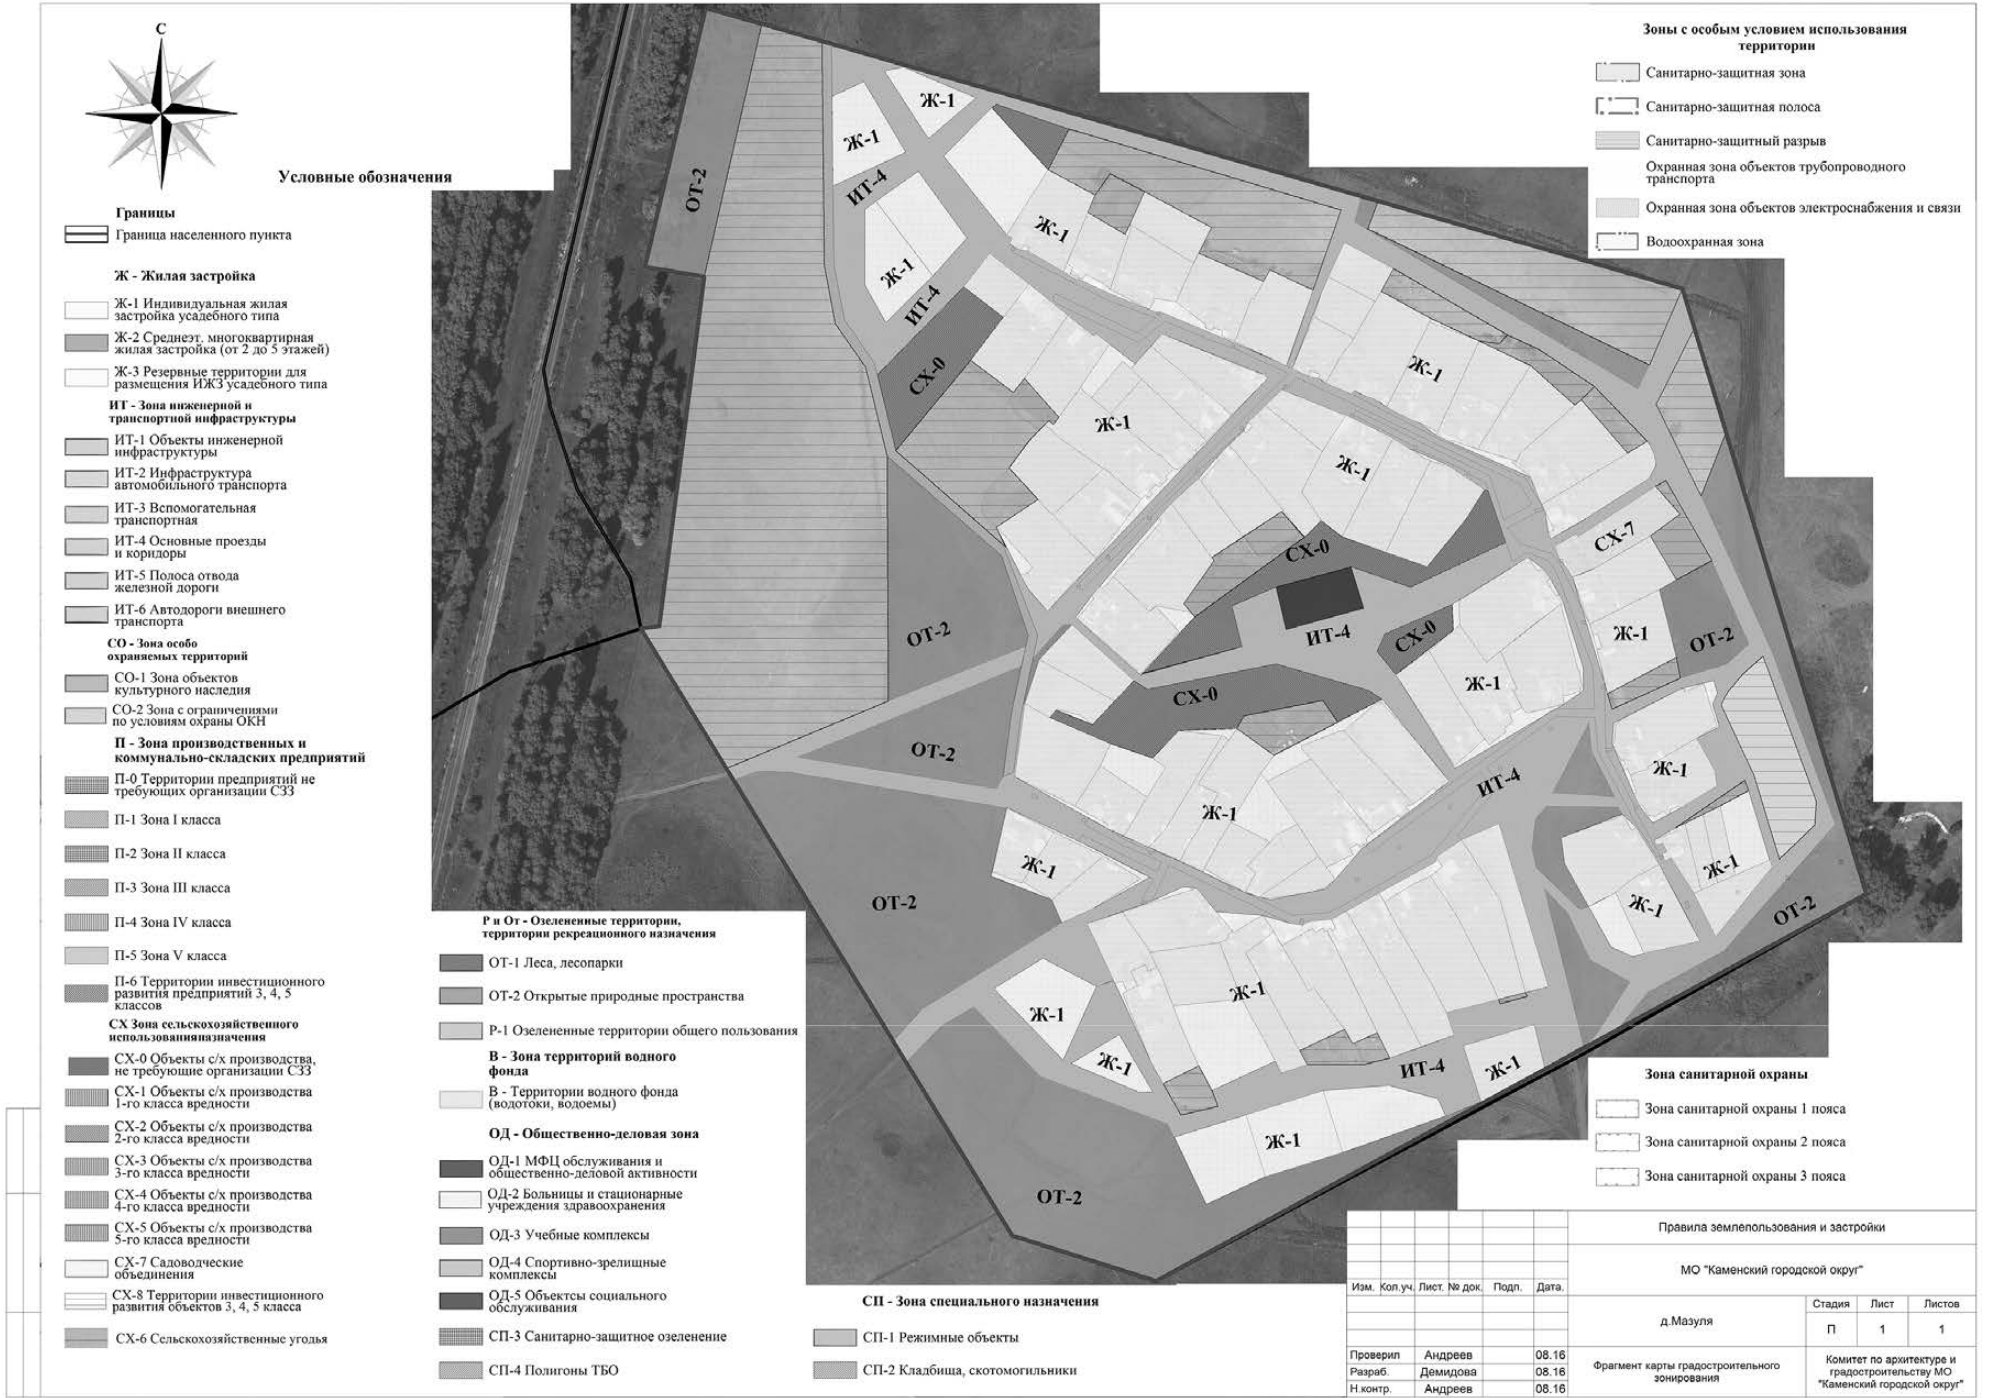 С
Условные обозначения
Границы
Граница населенного пункта
Ж - Жилая застройка
Ж-1 Индивидуальная жилая
застройка усадебного типа
Ж-2 Среднеэт. многоквартирная
жилая застройка (от 2 до 5 этажей)
Ж-3 Резервные территории для
размещения ИЖЗ усадебного типа
ИТ - Зона инженерной и
транспортной инфраструктуры
ИТ-1 Объекты инженерной
инфраструктуры
ИТ-2 Инфраструктура
автомобильного транспорта
ИТ-3 Вспомогательная
транспортная
ИТ-4 Основные проезды
и коридоры
ИТ-5 Полоса отвода
железной дороги
ИТ-6 Автодороги внешнего
транспорта
СО - Зона особо
охраняемых территорий
СО-1 Зона объектов
культурного наследия
СО-2 Зона с ограничениями
по условиям охраны ОКН
П - Зона производственных и
коммунально-складских предприятий
П-0 Территории предприятий не
требующих организации СЗЗ
П-1 Зона I класса
П-2 Зона II класса
П-3 Зона III класса
П-4 Зона IV класса
П-5 Зона V класса
П-6 Территории инвестиционного
развития предприятий 3, 4, 5
классов
СХ Зона сельскохозяйственного
использованияназначения
СХ-0 Объекты с/х производства,
не требующие организации СЗЗ
СХ-1 Объекты с/х производства
1-го класса вредности
СХ-2 Объекты с/х производства
2-го класса вредности
СХ-3 Объекты с/х производства
3-го класса вредности
СХ-4 Объекты с/х производства
4-го класса вредности
СХ-5 Объекты с/х производства
5-го класса вредности
СХ-7 Садоводческие
объединения
СХ-8 Территории инвестиционного
развития объектов 3, 4, 5 класса
СХ-6 Сельскохозяйственные угодья
Р и От - Озелененные территории,
территории рекреационного назначения
ОТ-1 Леса, лесопарки
ОТ-2 Открытые природные пространства
Р-1 Озелененные территории общего пользования
В - Зона территорий водного
фонда
В - Территории водного фонда
(водотоки, водоемы)
ОД - Общественно-деловая зона
ОД-1 МФЦ обслуживания и
общественно-деловой активности
ОД-2 Больницы и стационарные
учреждения здравоохранения
ОД-3 Учебные комплексы
ОД-4 Спортивно-зрелищные
комплексы
ОД-5 Объектсы социального
обслуживания
СП-3 Санитарно-защитное озеленение
СП-4 Полигоны ТБО
СП - Зона специального назначения
СП-1 Режимные объекты
СП-2 Кладбища, скотомогильники
Ж-1
Ж-1
ОТ-2
ИТ-4
Ж-1
Ж-1
ИТ-4
СХ-0
Ж-1
Ж-1
Ж-1
СХ-7
СХ-0
ОТ-2
ИТ-4
СХ-0
Ж-1
ОТ-2
Ж-1
СХ-0
ОТ-2
Ж-1
ИТ-4
Ж-1
Ж-1
Ж-1
ОТ-2
Ж-1
ОТ-2
Ж-1
Ж-1
Ж-1
ИТ-4
Ж-1
Ж-1
ОТ-2
Зоны с особым условием использования
территории
Санитарно-защитная зона
Санитарно-защитная полоса
Санитарно-защитный разрыв
Охранная зона объектов трубопроводного
транспорта
Охранная зона объектов электроснабжения и связи
Водоохранная зона
Зона санитарной охраны
Зона санитарной охраны 1 пояса
Зона санитарной охраны 2 пояса
Зона санитарной охраны 3 пояса
Правила землепользования и застройки
МО "Каменский городской округ"
Изм. Кол.уч. Лист. № док. Подп. Дата.
д.Мазуля
Стадия Лист Листов
П 1 1
Проверил Андреев 08.16
Разраб. Демидова 08.16
Н.контр. Андреев 08.16
Фрагмент карты градостроительного
зонирования
Комитет по архитектуре и
градостроительству МО
"Каменский городской округ"